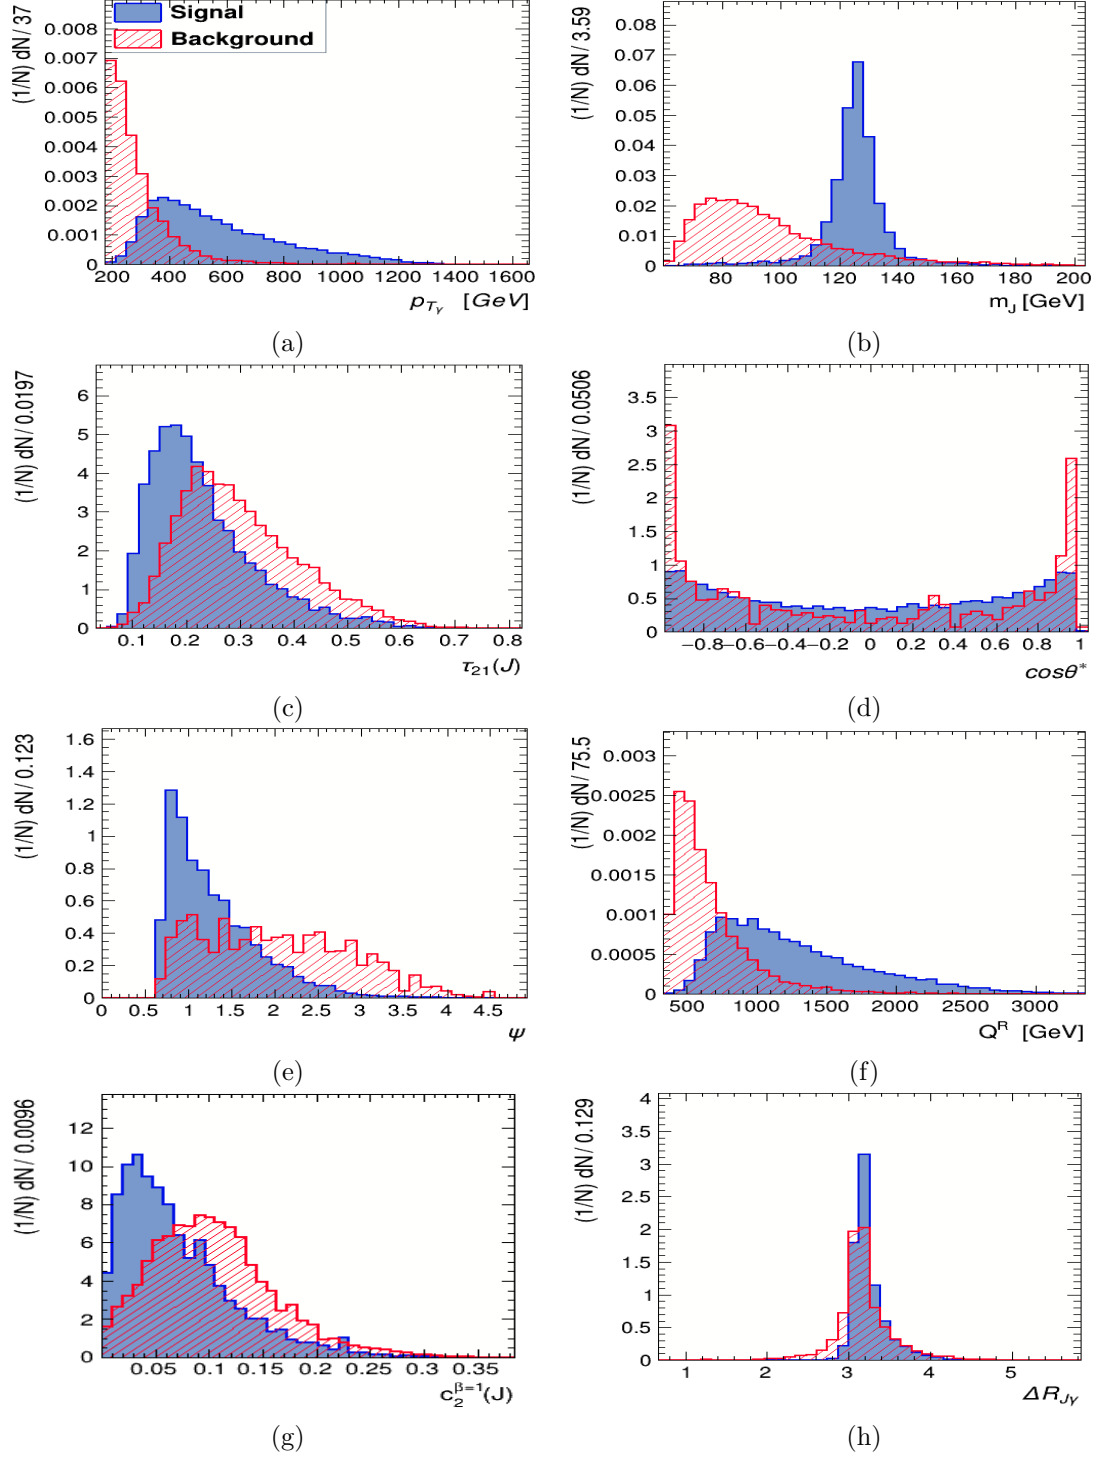 (1/N) dN / 37
0.008
0.007
0.006
0.005
0.004
0.003
0.002
0.001
0
Signal
Background
200 400 600 800 1000 1200 1400 1600
p_{T_γ} [GeV]
(a)
(1/N) dN / 3.59
0.08
0.07
0.06
0.05
0.04
0.03
0.02
0.01
0
80 100 120 140 160 180 200
m_J [GeV]
(b)
(1/N) dN / 0.0197
6
5
4
3
2
1
0
0.1 0.2 0.3 0.4 0.5 0.6 0.7 0.8
τ_{21}(J)
(c)
(1/N) dN / 0.0506
3.5
3
2.5
2
1.5
1
0.5
0
−0.8 −0.6 −0.4 −0.2 0 0.2 0.4 0.6 0.8 1
cosθ*
(d)
(1/N) dN / 0.123
1.6
1.4
1.2
1
0.8
0.6
0.4
0.2
0
0 0.5 1 1.5 2 2.5 3 3.5 4 4.5
ψ
(e)
(1/N) dN / 75.5
0.003
0.0025
0.002
0.0015
0.001
0.0005
0
500 1000 1500 2000 2500 3000
Q^R [GeV]
(f)
(1/N) dN / 0.0096
12
10
8
6
4
2
0
0.05 0.1 0.15 0.2 0.25 0.3 0.35
c_2^{β=1}(J)
(g)
(1/N) dN / 0.129
4
3.5
3
2.5
2
1.5
1
0.5
0
1 2 3 4 5
ΔR_{Jγ}
(h)